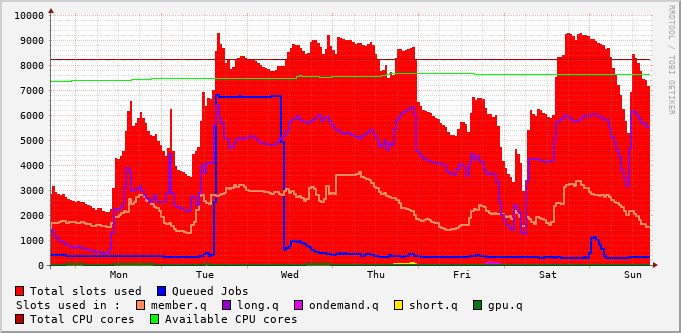 10000
9000
8000
7000
6000
5000
4000
3000
2000
1000
0
Mon Tue Wed Thu Fri Sat Sun
RRDTOOL / TOBI OETIKER
Total slots used Queued Jobs
Slots used in : member.q long.q ondemand.q short.q gpu.q
Total CPU cores Available CPU cores